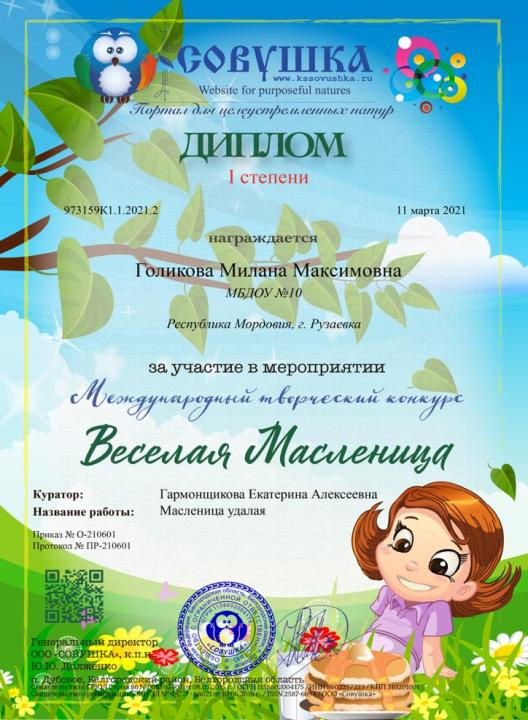 СОВУШКА
www.kssovushka.ru
Website for purposeful natures
Портал для целеустремленных натур
ДИПЛОМ
I степени
973159К1.1.2021.2 11 марта 2021
награждается
Голикова Милана Максимовна
МБДОУ №10
Республика Мордовия, г. Рузаевка
за участие в мероприятии
Международный творческий конкурс
Веселая Масленица
Куратор: Гармонщикова Екатерина Алексеевна
Название работы: Масленица удалая
Приказ № О-210601
Протокол № ПР-210601
Генеральный директор
ООО «СОВУШКА», к.п.н.
Ю.Ю. Долженко
п. Дубовое, Белгородский район, Белгородская область
«СОВУШКА»